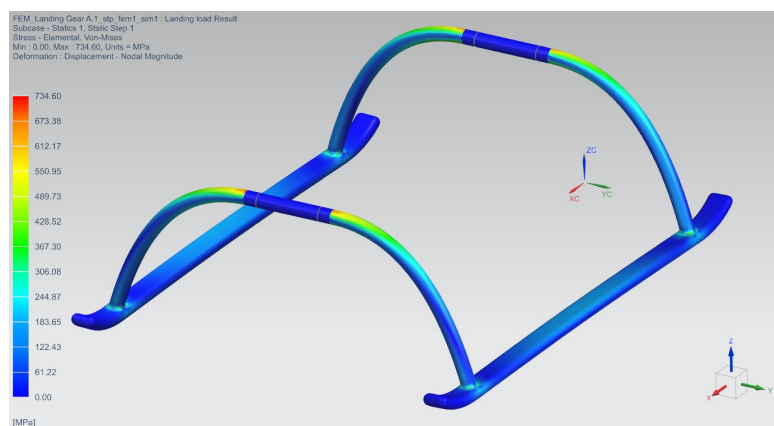 FEM_Landing Gear A.1_stp_fem1_sim1 : Landing load Result
Subcase - Statics 1, Static Step 1
Stress - Elemental, Von-Mises
Min : 0.00, Max : 734.60, Units = MPa
Deformation : Displacement - Nodal Magnitude
734.60
673.38
612.17
550.95
489.73
428.52
367.30
306.08
244.87
183.65
122.43
61.22
0.00
[MPa]
ZC
XC
YC
Z
X
Y